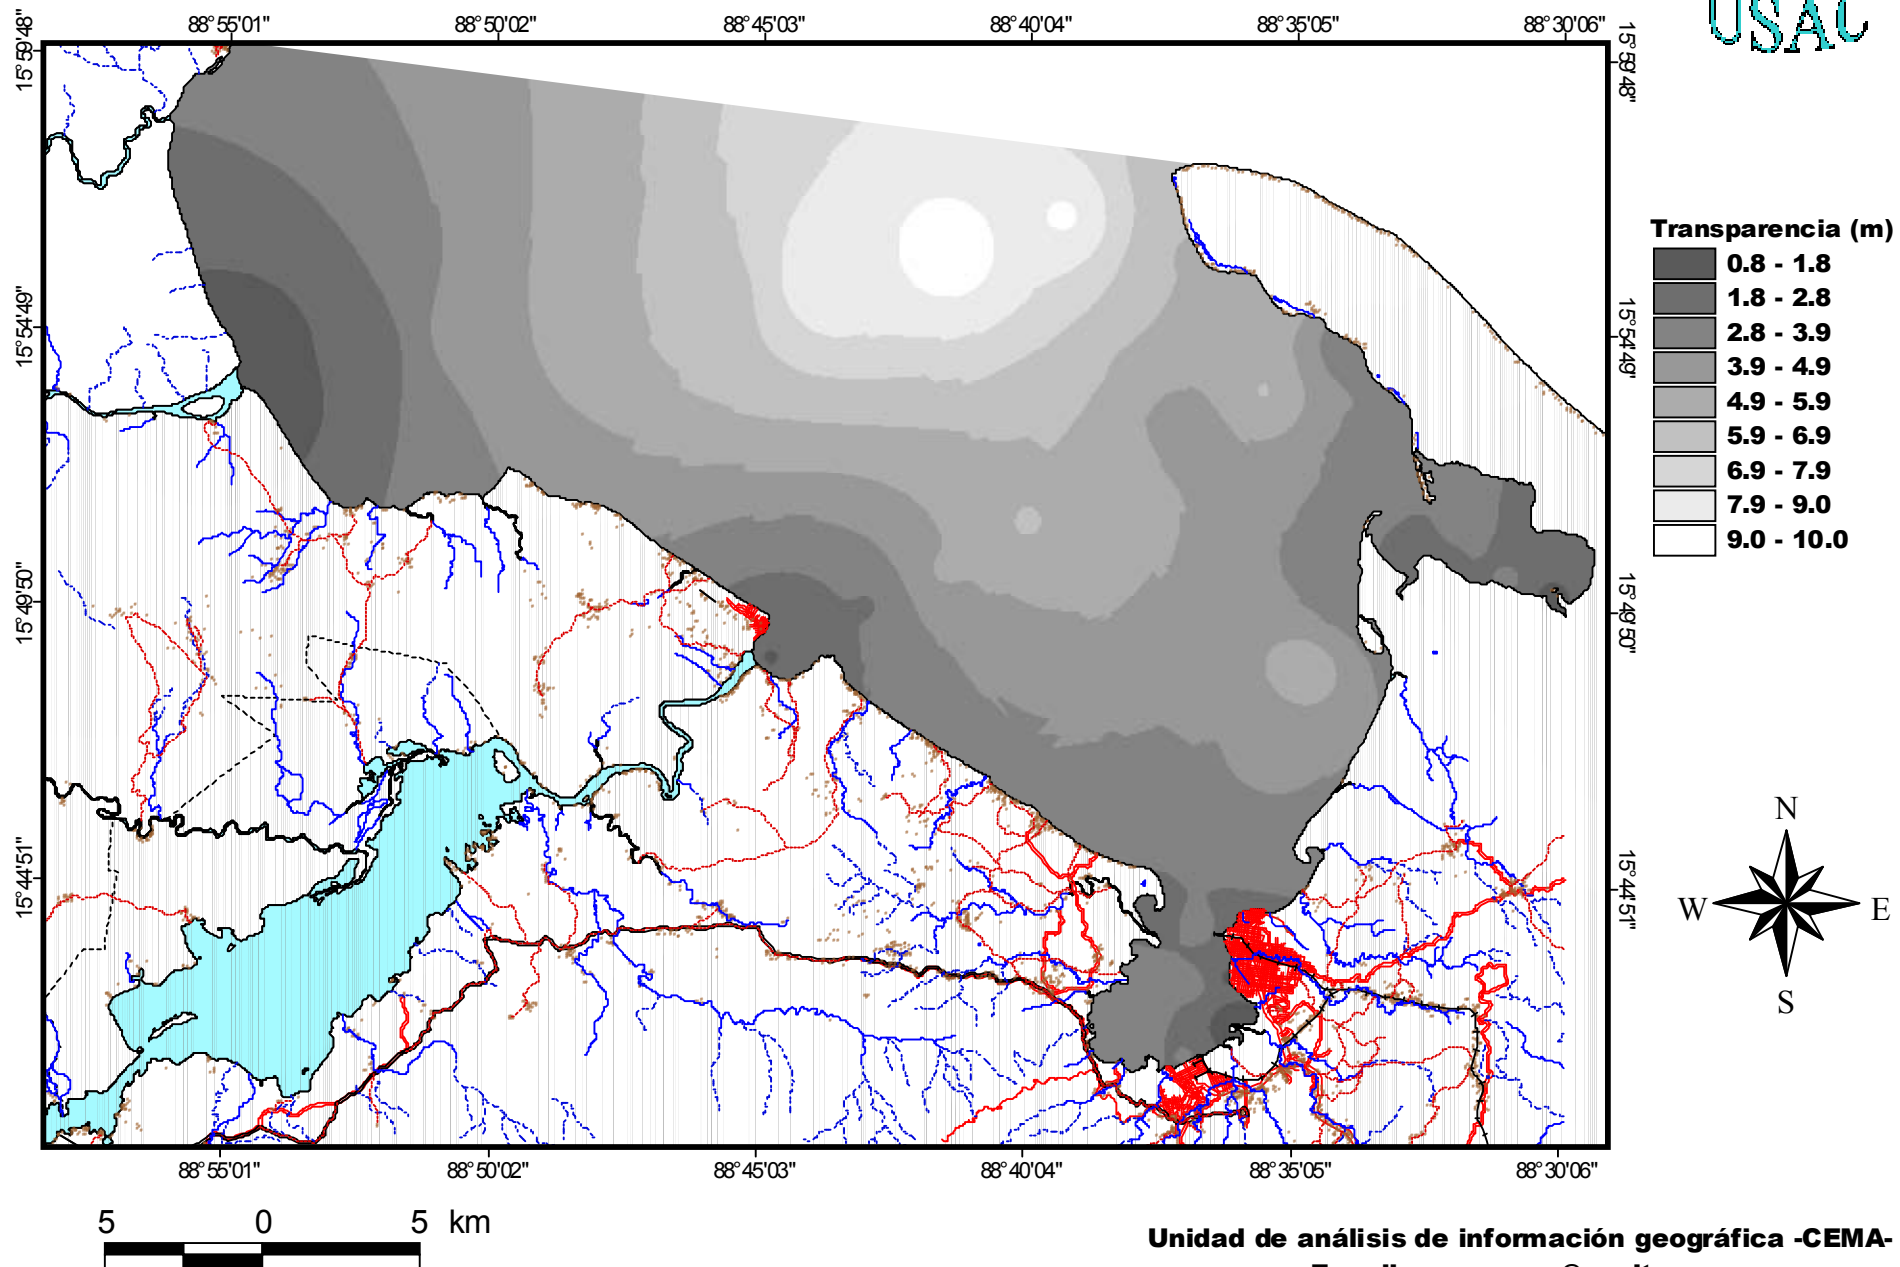 USAC
88°55'01" 88°50'02" 88°45'03" 88°40'04" 88°35'05" 88°30'06"
15°59'48"
15°54'49"
15°49'50"
15°44'51"
15°59'48"
15°54'49"
15°49'50"
15°44'51"
Transparencia (m)
0.8 - 1.8
1.8 - 2.8
2.8 - 3.9
3.9 - 4.9
4.9 - 5.9
5.9 - 6.9
6.9 - 7.9
7.9 - 9.0
9.0 - 10.0
N
W E
S
88°55'01" 88°50'02" 88°45'03" 88°40'04" 88°35'05" 88°30'06"
5 0 5 km
Unidad de análisis de información geográfica -CEMA-